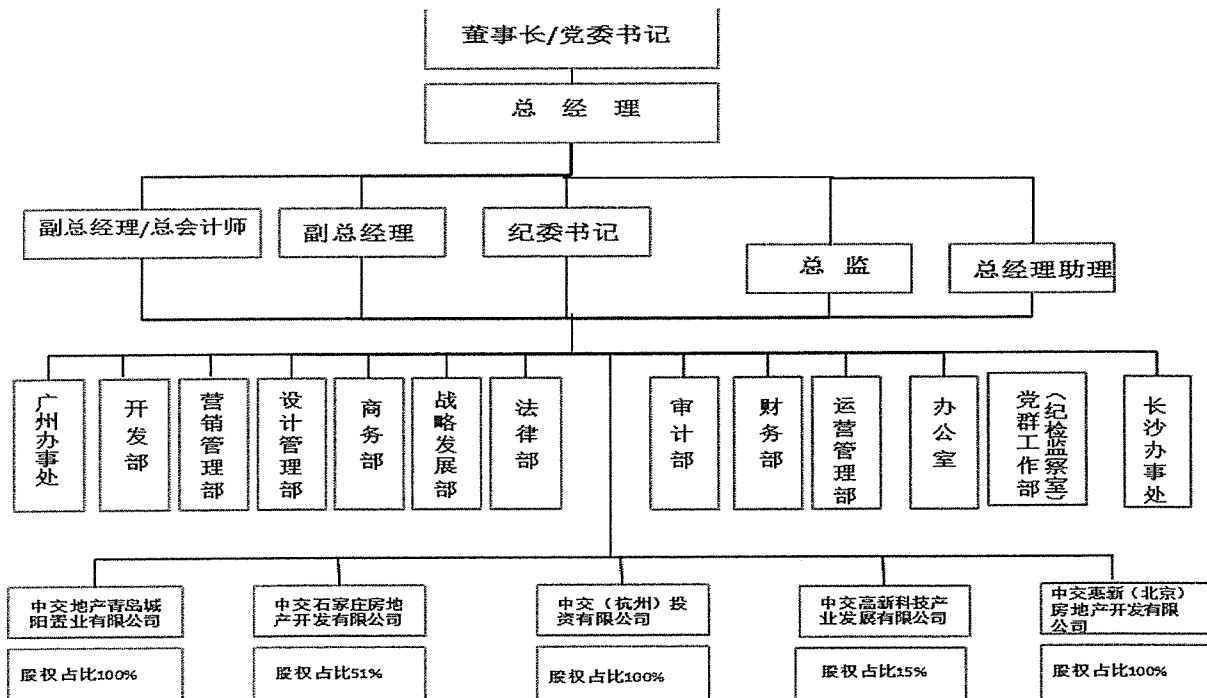 董事长/党委书记
总 经 理
副总经理/总会计师
副总经理
纪委书记
总 监
总经理助理
广州办事处
开发部
营销管理部
设计管理部
商务部
战略发展部
法律部
审计部
财务部
运营管理部
办公室
党群工作部
（纪检监察室）
长沙办事处
中交地产青岛城
阳置业有限公司
中交石家庄房地
产开发有限公司
中交（杭州）投
资有限公司
中交高新科技产
业发展有限公司
中交惠新（北京）
房地产开发有限
公司
股权占比100%
股权占比51%
股权占比100%
股权占比15%
股权占比100%